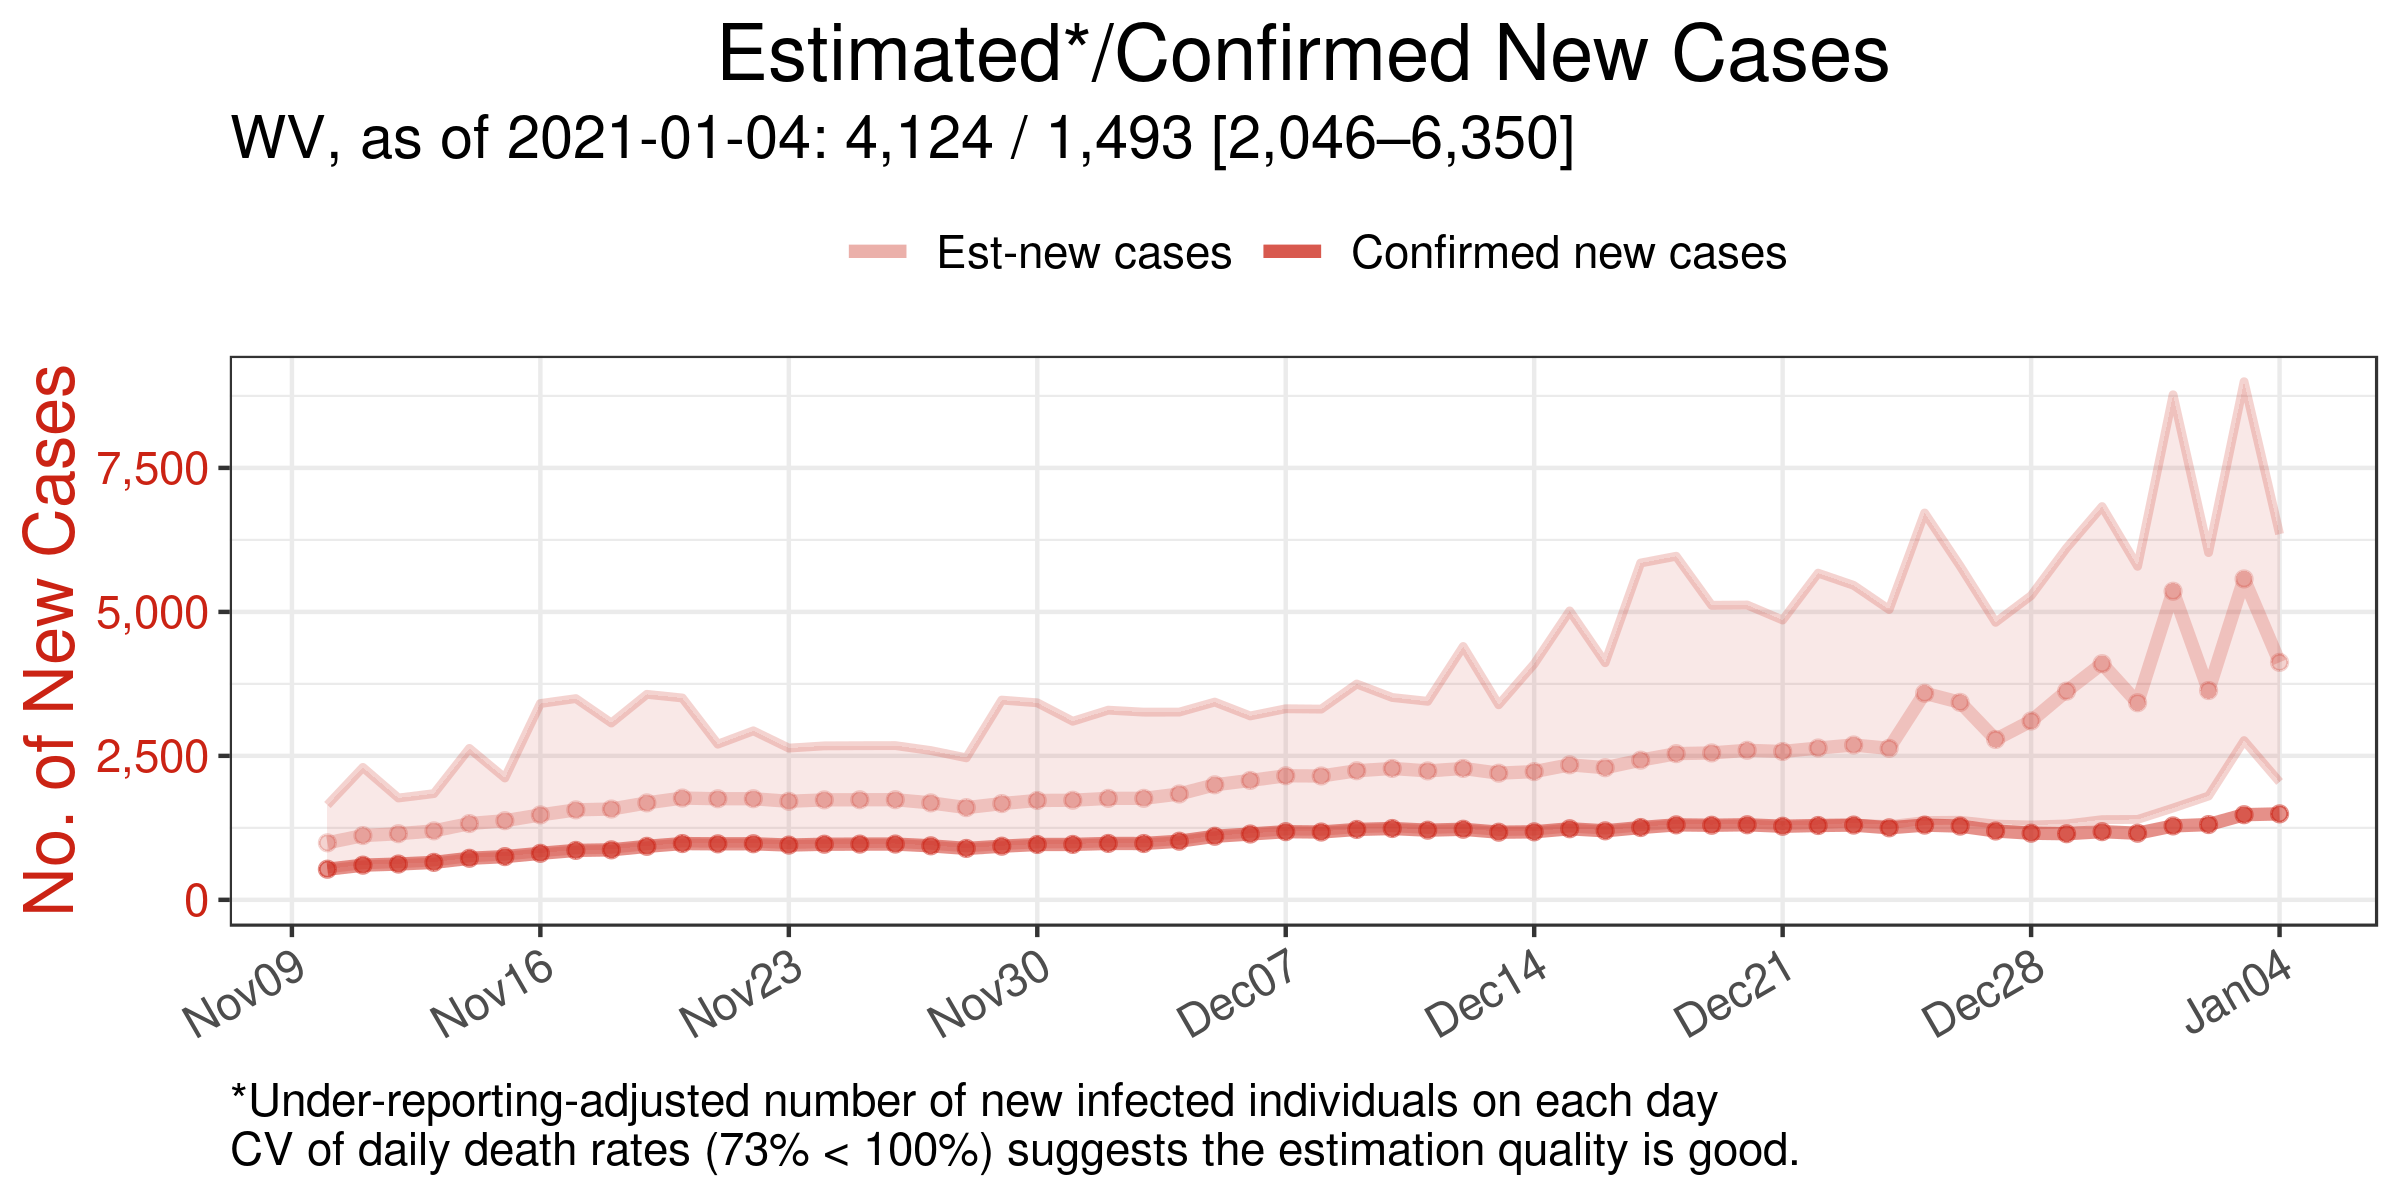 Estimated*/Confirmed New Cases
WV, as of 2021-01-04: 4,124 / 1,493 [2,046–6,350]
Est-new cases
Confirmed new cases
No. of New Cases
7,500
5,000
2,500
0
Nov09
Nov16
Nov23
Nov30
Dec07
Dec14
Dec21
Dec28
Jan04
*Under-reporting-adjusted number of new infected individuals on each day
CV of daily death rates (73% < 100%) suggests the estimation quality is good.